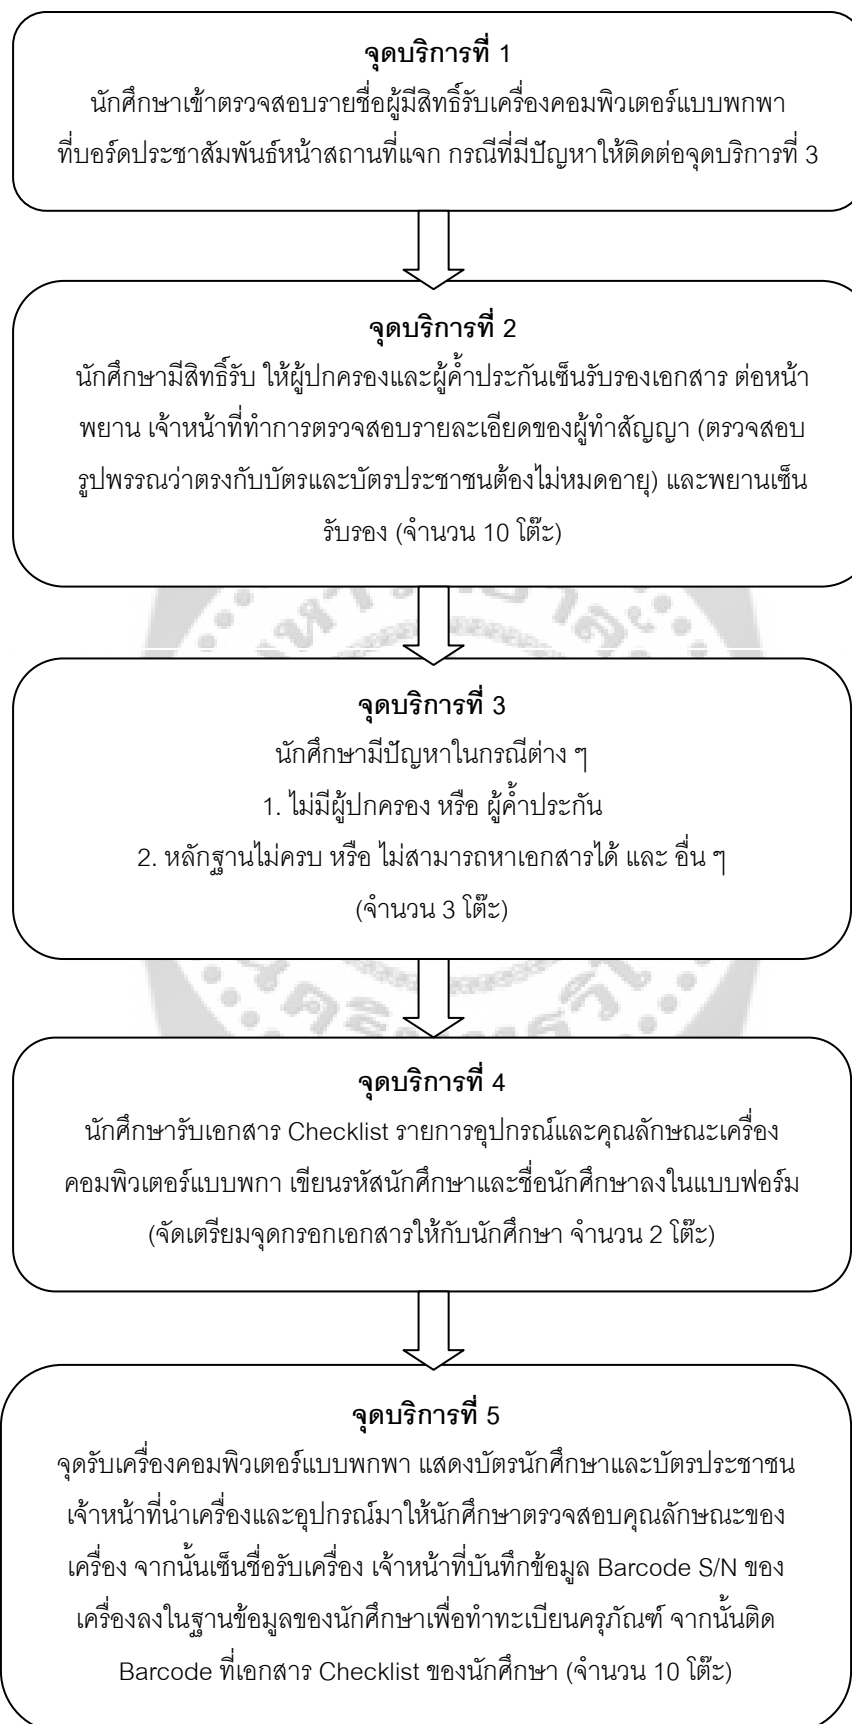 จุดบริการที่ 1
นักศึกษาเข้าตรวจสอบรายชื่อผู้มีสิทธิ์รับเครื่องคอมพิวเตอร์แบบพกพา
ที่บอร์ดประชาสัมพันธ์หน้าสถานที่แจก กรณีที่มีปัญหาให้ติดต่อจุดบริการที่ 3
จุดบริการที่ 2
นักศึกษามีสิทธิ์รับ ให้ผู้ปกครองและผู้ค้ำประกันเซ็นรับรองเอกสาร ต่อหน้า
พยาน เจ้าหน้าที่ทำการตรวจสอบรายละเอียดของผู้ทำสัญญา (ตรวจสอบ
รูปพรรณว่าตรงกับบัตรและบัตรประชาชนต้องไม่หมดอายุ) และพยานเซ็น
รับรอง (จำนวน 10 โต๊ะ)
จุดบริการที่ 3
นักศึกษามีปัญหาในกรณีต่าง ๆ
1. ไม่มีผู้ปกครอง หรือ ผู้ค้ำประกัน
2. หลักฐานไม่ครบ หรือ ไม่สามารถหาเอกสารได้ และ อื่น ๆ
(จำนวน 3 โต๊ะ)
จุดบริการที่ 4
นักศึกษารับเอกสาร Checklist รายการอุปกรณ์และคุณลักษณะเครื่อง
คอมพิวเตอร์แบบพกา เขียนรหัสนักศึกษาและชื่อนักศึกษาลงในแบบฟอร์ม
(จัดเตรียมจุดกรอกเอกสารให้กับนักศึกษา จำนวน 2 โต๊ะ)
จุดบริการที่ 5
จุดรับเครื่องคอมพิวเตอร์แบบพกพา แสดงบัตรนักศึกษาและบัตรประชาชน
เจ้าหน้าที่นำเครื่องและอุปกรณ์มาให้นักศึกษาตรวจสอบคุณลักษณะของ
เครื่อง จากนั้นเซ็นชื่อรับเครื่อง เจ้าหน้าที่บันทึกข้อมูล Barcode S/N ของ
เครื่องลงในฐานข้อมูลของนักศึกษาเพื่อทำทะเบียนครุภัณฑ์ จากนั้นติด
Barcode ที่เอกสาร Checklist ของนักศึกษา (จำนวน 10 โต๊ะ)